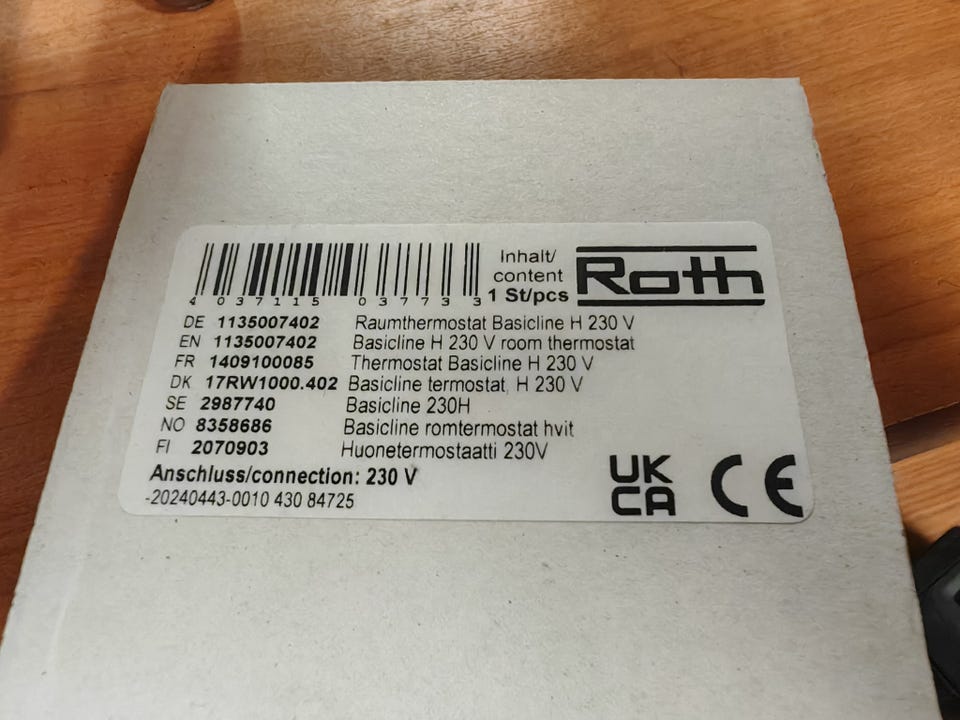 Inhalt/
content
1 St/pcs
Roth
4 037115 037733
DE 1135007402 Raumthermostat Basicline H 230 V
EN 1135007402 Basicline H 230 V room thermostat
FR 1409100085 Thermostat Basicline H 230 V
DK 17RW1000.402 Basicline termostat, H 230 V
SE 2987740 Basicline 230H
NO 8358686 Basicline romtermostat hvit
FI 2070903 Huonetermostaatti 230V
Anschluss/connection: 230 V
-20240443-0010 430 84725
UK
CA
CE